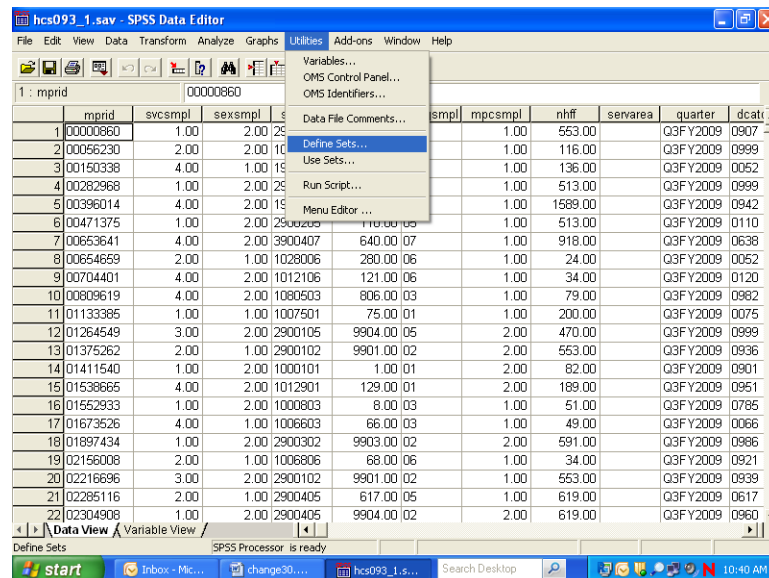 hcs093_1.sav - SPSS Data Editor
File Edit View Data Transform Analyze Graphs Utilities Add-ons Window Help
Variables...
OMS Control Panel...
OMS Identifiers...
Data File Comments...
Define Sets...
Use Sets...
Run Script...
Menu Editor ...
1 : mprid 00000860
mprid svcsmpl sexsmpl s smpl mpcsmpl nhff servarea quarter dcat
1 00000860 1.00 2.00 29 1.00 553.00 Q3FY2009 0907
2 00056230 2.00 2.00 10 1.00 116.00 Q3FY2009 0999
3 00150338 4.00 1.00 19 1.00 136.00 Q3FY2009 0052
4 00282968 1.00 2.00 29 1.00 513.00 Q3FY2009 0999
5 00396014 4.00 2.00 19 1.00 1589.00 Q3FY2009 0942
6 00471375 1.00 2.00 2900205 110.00 05 1.00 513.00 Q3FY2009 0110
7 00653641 4.00 2.00 3900407 640.00 07 1.00 918.00 Q3FY2009 0638
8 00654659 2.00 1.00 1028006 280.00 06 1.00 24.00 Q3FY2009 0052
9 00704401 4.00 2.00 1012106 121.00 06 1.00 34.00 Q3FY2009 0120
10 00809619 4.00 2.00 1080503 806.00 03 1.00 79.00 Q3FY2009 0982
11 01133385 1.00 1.00 1007501 75.00 01 1.00 200.00 Q3FY2009 0075
12 01264549 3.00 2.00 2900105 9904.00 05 2.00 470.00 Q3FY2009 0999
13 01375262 2.00 1.00 2900102 9901.00 02 2.00 553.00 Q3FY2009 0936
14 01411540 1.00 2.00 1000101 1.00 01 2.00 82.00 Q3FY2009 0901
15 01538665 4.00 2.00 1012901 129.00 01 2.00 189.00 Q3FY2009 0951
16 01552933 1.00 2.00 1000803 8.00 03 1.00 51.00 Q3FY2009 0785
17 01673526 4.00 1.00 1006603 66.00 03 1.00 49.00 Q3FY2009 0066
18 01897434 1.00 2.00 2900302 9903.00 02 2.00 591.00 Q3FY2009 0986
19 02156008 2.00 1.00 1006806 68.00 06 1.00 34.00 Q3FY2009 0921
20 02216696 3.00 2.00 2900102 9901.00 02 1.00 553.00 Q3FY2009 0939
21 02285116 2.00 1.00 2900405 617.00 05 1.00 619.00 Q3FY2009 0617
22 02304908 1.00 2.00 2900405 9904.00 02 2.00 619.00 Q3FY2009 0960
Data View Variable View
Define Sets SPSS Processor is ready
start Inbox - Mic... change30.... hcs093_1.s... Search Desktop 10:40 AM